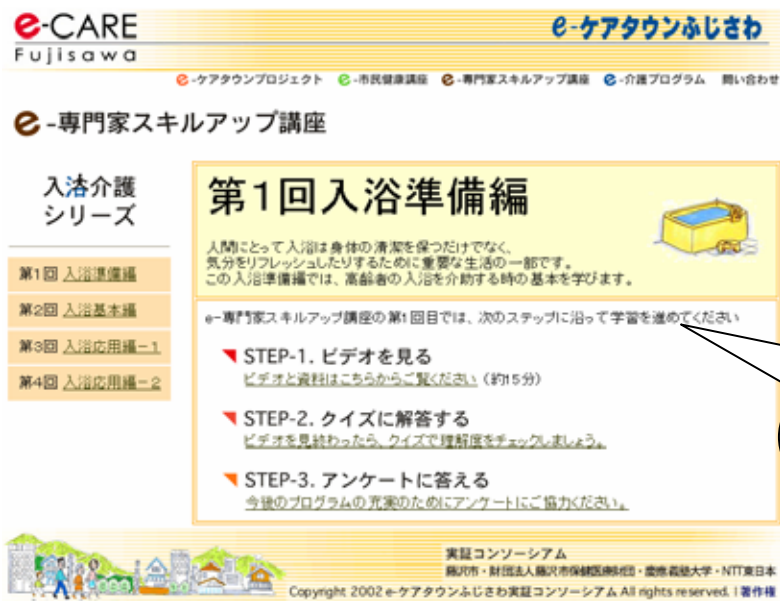 e-CARE
Fujisawa
e-ケアタウンふじさわ
e-ケアタウンプロジェクト e-市民健康講座 e-専門家スキルアップ講座 e-介護プログラム 問い合わせ
e-専門家スキルアップ講座
入浴介護
シリーズ
第1回 入浴準備編
第2回 入浴基本編
第3回 入浴応用編-1
第4回 入浴応用編-2
第1回入浴準備編
人間にとって入浴は身体の清潔を保つだけでなく、
気分をリフレッシュしたりするために重要な生活の一部です。
この入浴準備編では、高齢者の入浴を介助する時の基本を学びます。
e-専門家スキルアップ講座の第1回目では、次のステップに沿って学習を進めてください
STEP-1. ビデオを見る
ビデオと資料はこちらからご覧ください (約15分)
STEP-2. クイズに解答する
ビデオを見終わったら、クイズで理解度をチェックしましょう。
STEP-3. アンケートに答える
今後のプログラムの充実のためにアンケートにご協力ください。
実証コンソーシアム
藤沢市・財団法人藤沢市保健医療財団・慶應義塾大学・NTT東日本
Copyright 2002 e-ケアタウンふじさわ実証コンソーシアム All rights reserved. | 著作権